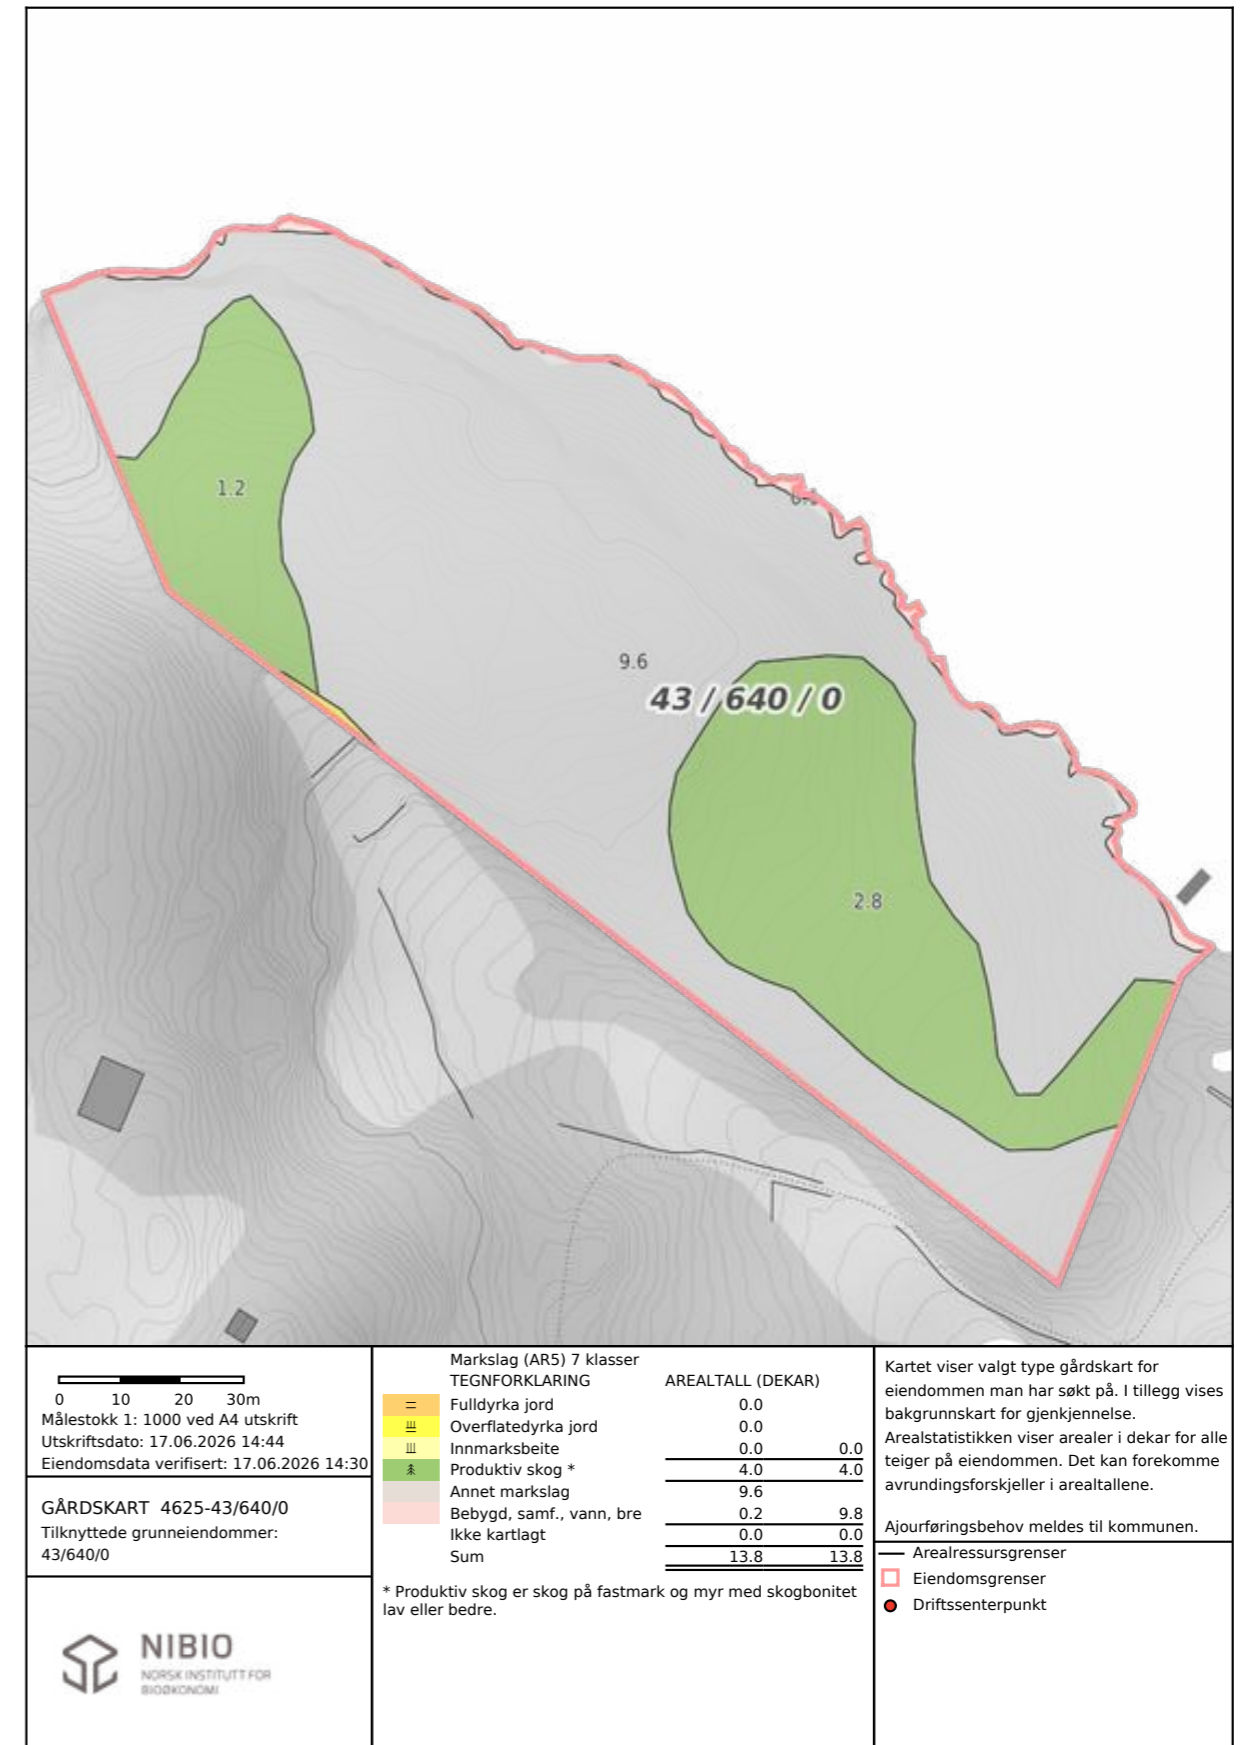 1.2
9.6
43 / 640 / 0
2.8
0 10 20 30m
Målestokk 1: 1000 ved A4 utskrift
Utskriftsdato: 17.06.2026 14:44
Eiendomsdata verifisert: 17.06.2026 14:30
GÅRDSKART 4625-43/640/0
Tilknyttede grunneiendommer:
43/640/0
NIBIO
NORSK INSTITUTT FOR
BIOØKONOMI
Markslag (AR5) 7 klasser
TEGNFORKLARING AREALTALL (DEKAR)
Fulldyrka jord 0.0
Overflatedyrka jord 0.0
Innmarksbeite 0.0 0.0
Produktiv skog * 4.0 4.0
Annet markslag 9.6
Bebygd, samf., vann, bre 0.2 9.8
Ikke kartlagt 0.0 0.0
Sum 13.8 13.8
* Produktiv skog er skog på fastmark og myr med skogbonitet
lav eller bedre.
Kartet viser valgt type gårdskart for
eiendommen man har søkt på. I tillegg vises
bakgrunnskart for gjenkjennelse.
Arealstatistikken viser arealer i dekar for alle
teiger på eiendommen. Det kan forekomme
avrundingsforskjeller i arealtallene.
Ajourføringsbehov meldes til kommunen.
Arealressursgrenser
Eiendomsgrenser
Driftssenterpunkt